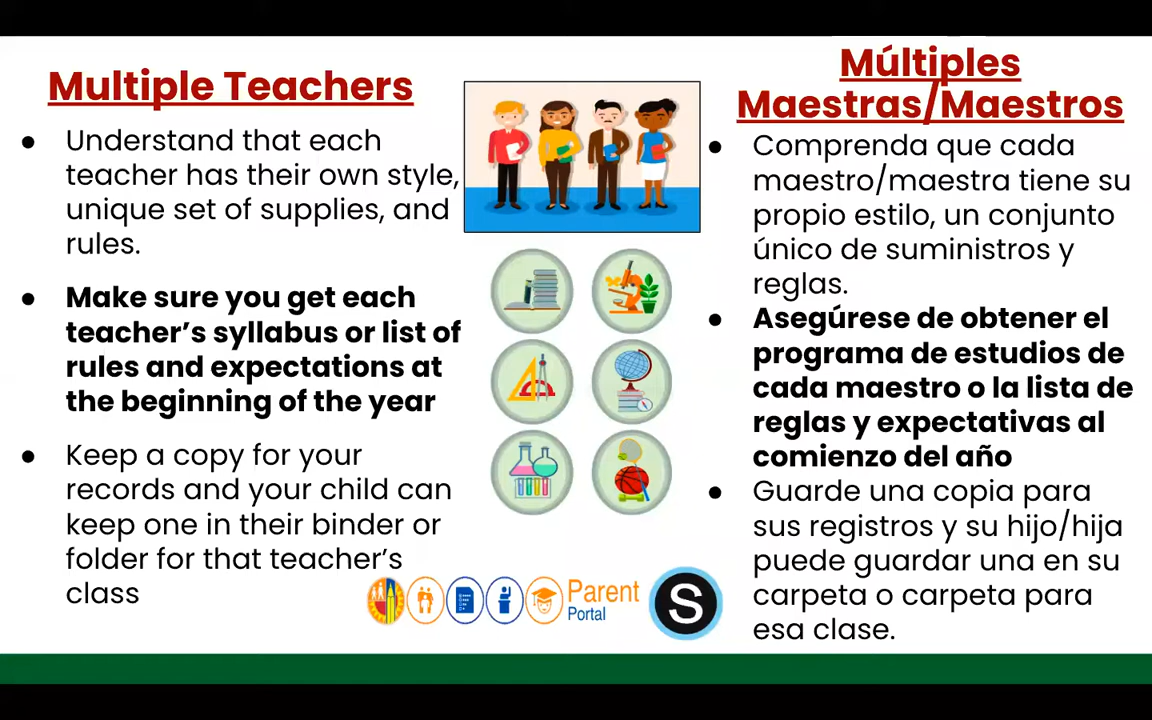 Multiple Teachers
● Understand that each
teacher has their own style,
unique set of supplies, and
rules.
● Make sure you get each
teacher’s syllabus or list of
rules and expectations at
the beginning of the year
● Keep a copy for your
records and your child can
keep one in their binder or
folder for that teacher’s
class
Parent
Portal
S
Múltiples
Maestras/Maestros
● Comprenda que cada
maestro/maestra tiene su
propio estilo, un conjunto
único de suministros y
reglas.
● Asegúrese de obtener el
programa de estudios de
cada maestro o la lista de
reglas y expectativas al
comienzo del año
● Guarde una copia para
sus registros y su hijo/hija
puede guardar una en su
carpeta o carpeta para
esa clase.